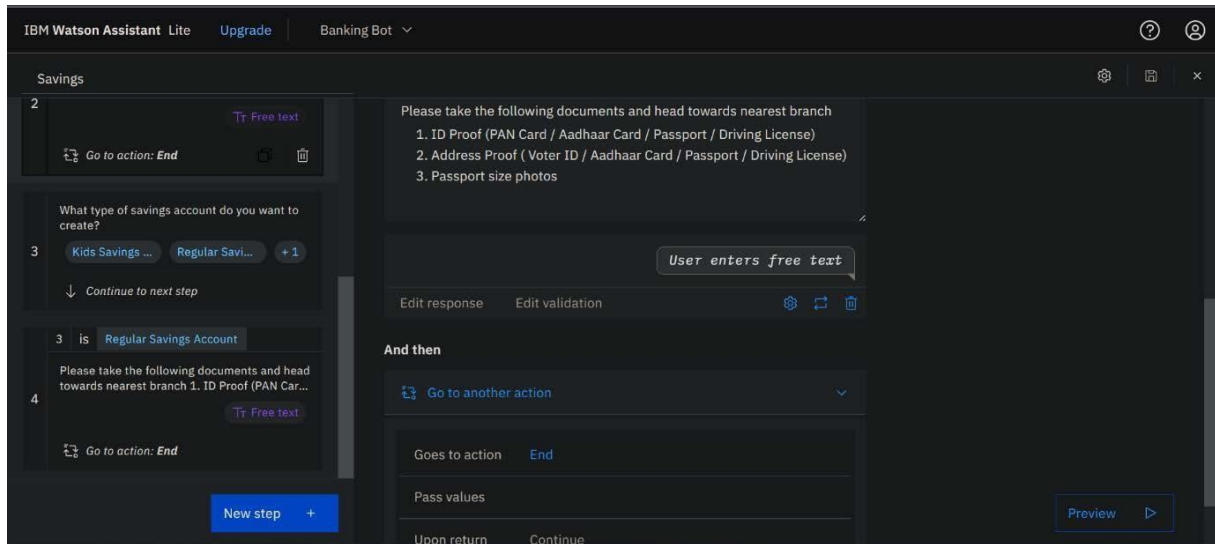 IBM Watson Assistant Lite Upgrade Banking Bot
Savings
2
Tт Free text
Go to action: End
What type of savings account do you want to
create?
3
Kids Savings ... Regular Savi... + 1
Continue to next step
3 is Regular Savings Account
Please take the following documents and head
towards nearest branch 1. ID Proof (PAN Car...
4
Tт Free text
Go to action: End
New step +
Please take the following documents and head towards nearest branch
1. ID Proof (PAN Card / Aadhaar Card / Passport / Driving License)
2. Address Proof ( Voter ID / Aadhaar Card / Passport / Driving License)
3. Passport size photos
User enters free text
Edit response Edit validation
And then
Go to another action
Goes to action End
Pass values
Upon return Continue
Preview